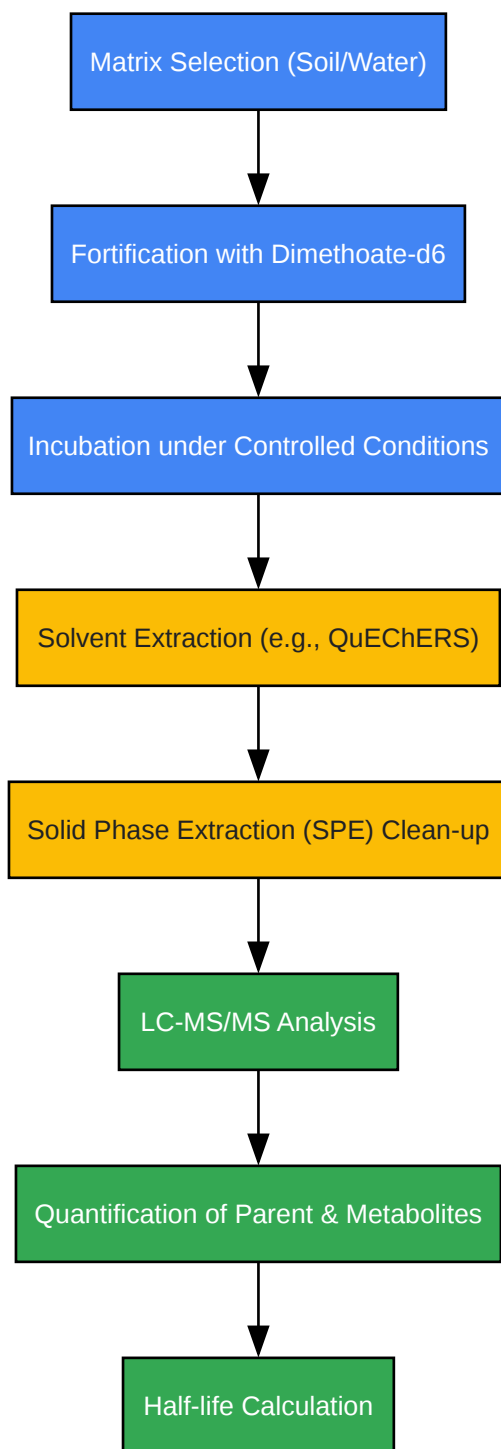 Matrix Selection (Soil/Water)
Fortification with Dimethoate-d6
Incubation under Controlled Conditions
Solvent Extraction (e.g., QuEChERS)
Solid Phase Extraction (SPE) Clean-up
LC-MS/MS Analysis
Quantification of Parent & Metabolites
Half-life Calculation